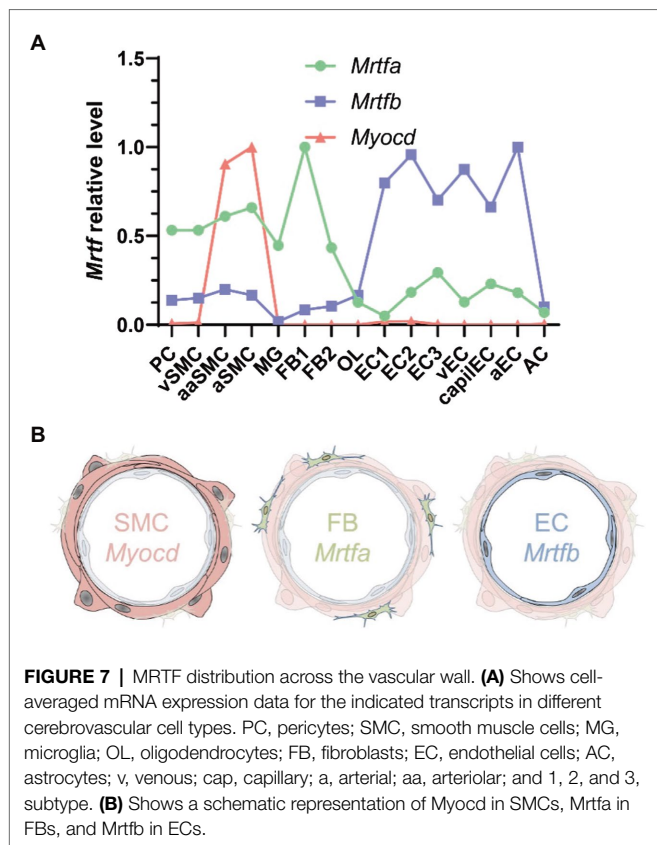 A
Mrtf relative level
1.5
1.0
0.5
0.0
Mrtfa
Mrtfb
Myocd
PC
vSMC
aaSMC
aSMC
MG
FB1
FB2
OL
EC1
EC2
EC3
vEC
capilEC
aEC
AC
B
SMC
Myocd
FB
Mrtfa
EC
Mrtfb
FIGURE 7 | MRTF distribution across the vascular wall. (A) Shows cell-
averaged mRNA expression data for the indicated transcripts in different
cerebrovascular cell types. PC, pericytes; SMC, smooth muscle cells; MG,
microglia; OL, oligodendrocytes; FB, fibroblasts; EC, endothelial cells; AC,
astrocytes; v, venous; cap, capillary; a, arterial; aa, arteriolar; and 1, 2, and 3,
subtype. (B) Shows a schematic representation of Myocd in SMCs, Mrtfa in
FBs, and Mrtfb in ECs.